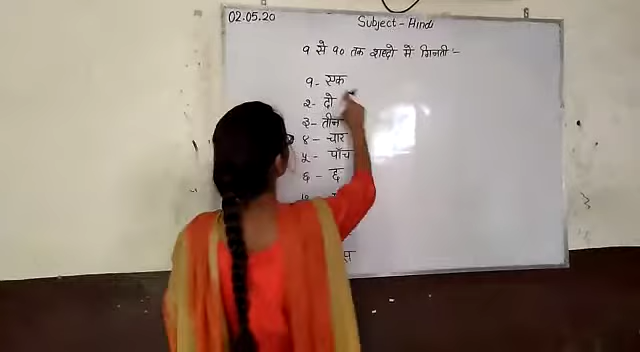 02.05.20
Subject - Hindi
१ से १० तक शब्दो मे गिनती :-
१- एक
२- दो
३- तीन
४- चार
५- पाँच
६- छ